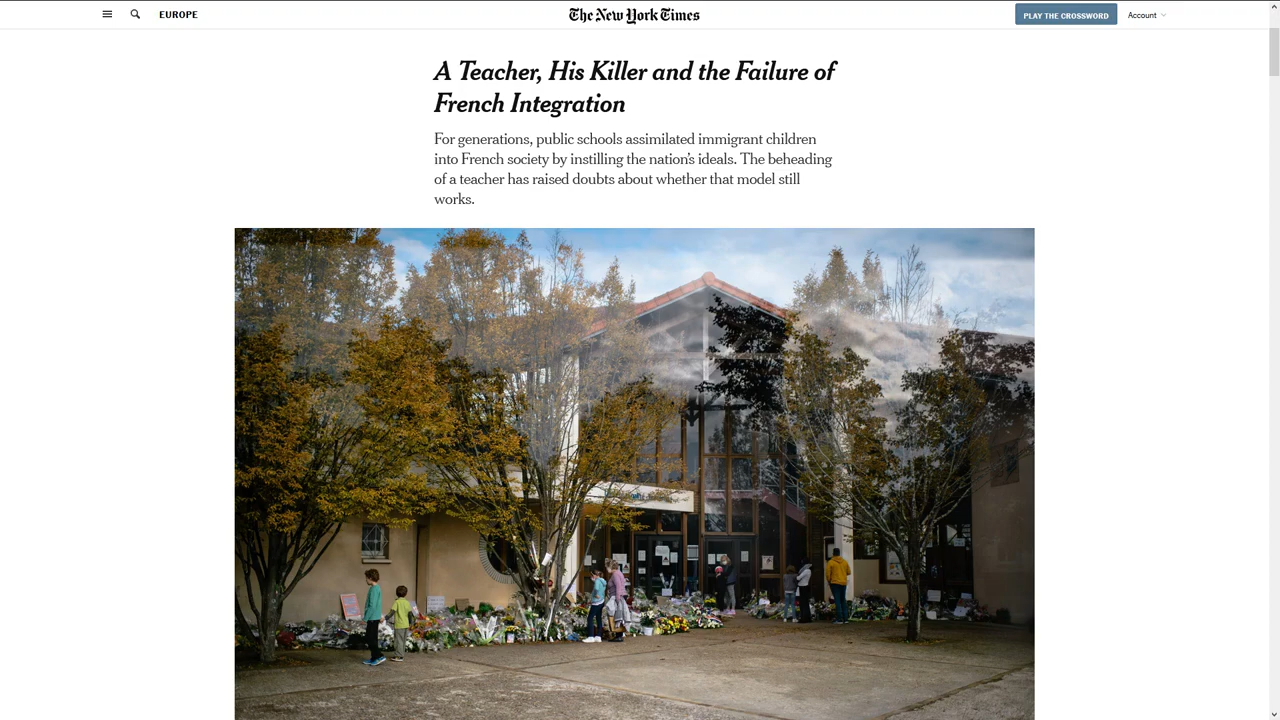 EUROPE
The New York Times
PLAY THE CROSSWORD
Account
A Teacher, His Killer and the Failure of
French Integration
For generations, public schools assimilated immigrant children
into French society by instilling the nation’s ideals. The beheading
of a teacher has raised doubts about whether that model still
works.